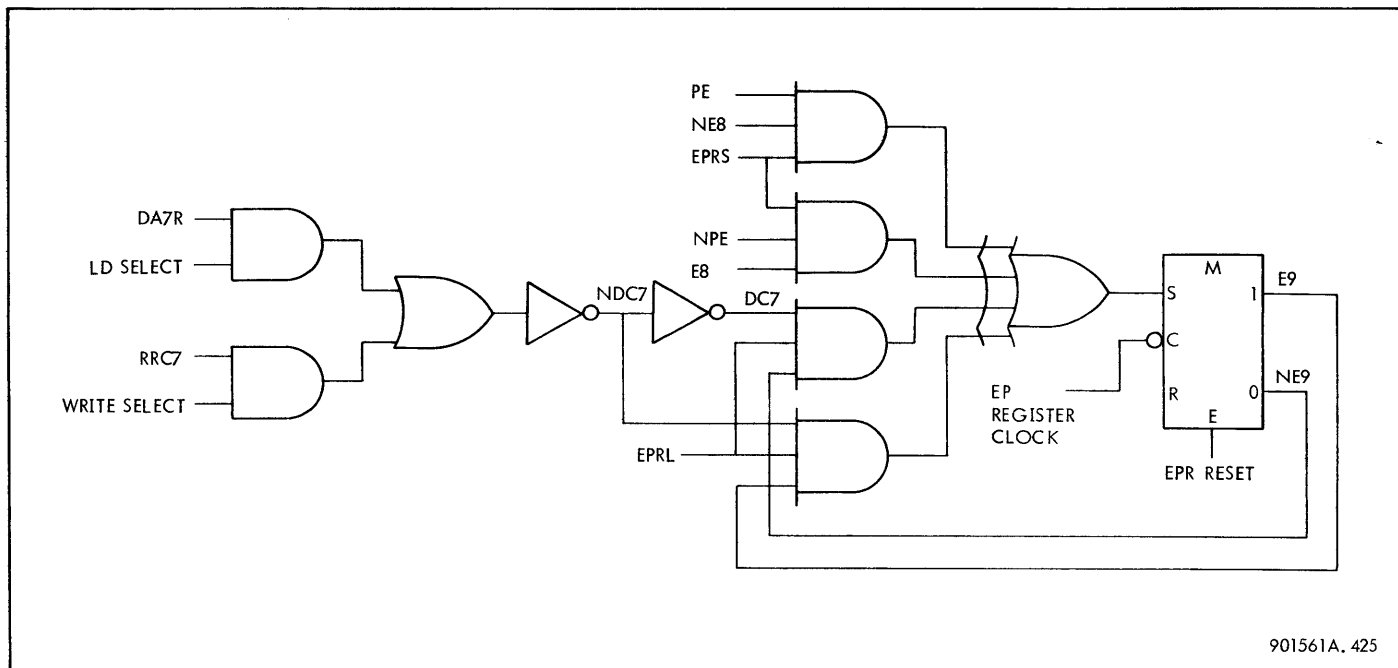 PE
NE8
EPRS
DA7R
LD SELECT
NPE
E8
NDC7
DC7
M
S
1
E9
C
RRC7
WRITE SELECT
EP
REGISTER
CLOCK
R
0
NE9
E
EPRL
EPR RESET
901561A. 425